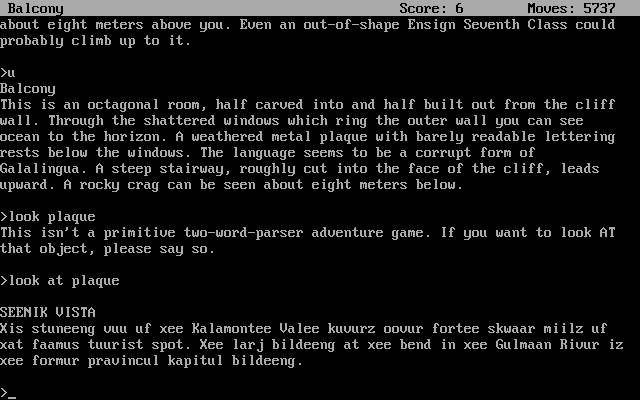 Balcony Score: 6 Moves: 5737
about eight meters above you. Even an out-of-shape Ensign Seventh Class could
probably climb up to it.
>u
Balcony
This is an octagonal room, half carved into and half built out from the cliff
wall. Through the shattered windows which ring the outer wall you can see
ocean to the horizon. A weathered metal plaque with barely readable lettering
rests below the windows. The language seems to be a corrupt form of
Galalingua. A steep stairway, roughly cut into the face of the cliff, leads
upward. A rocky crag can be seen about eight meters below.
>look plaque
This isn't a primitive two-word-parser adventure game. If you want to look AT
that object, please say so.
>look at plaque
SEENIK VISTA
Xis stuneeng vuu uf xee Kalamontee Valee kuvurz oovur fortee skwaar miilz uf
xat faamus tuurist spot. Xee larj bildeeng at xee bend in xee Gulmaan Rivur iz
xee formur pravincul kapitul bildeeng.
>_